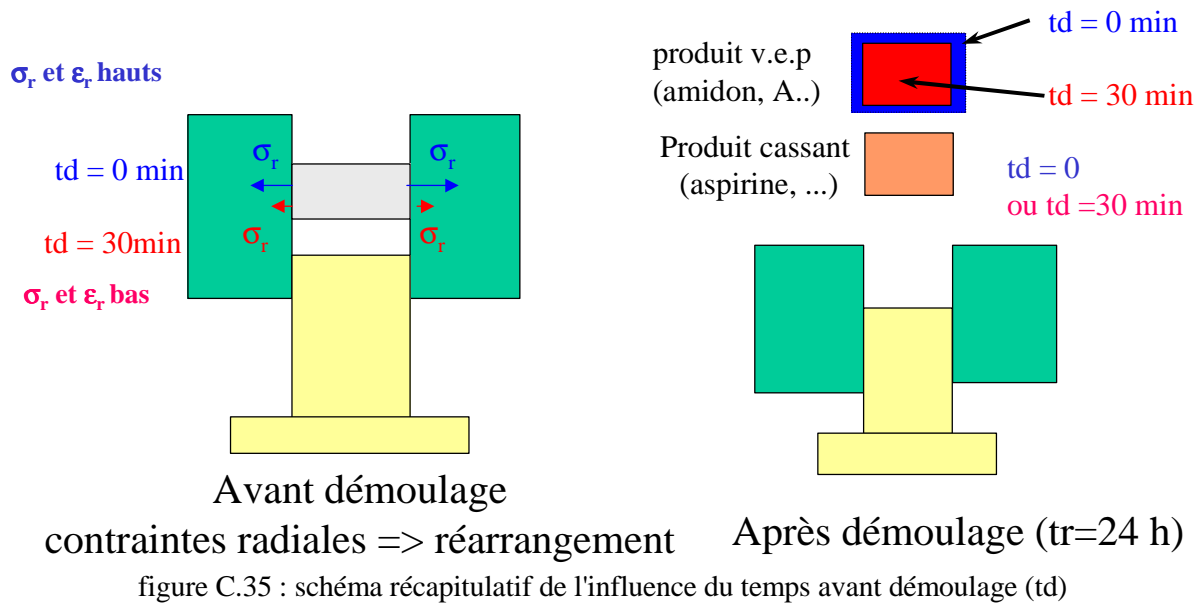 σr et εr hauts
td = 0 min
σr
σr
td = 30min
σr
σr
σr et εr bas
Avant démoulage
contraintes radiales => réarrangement
td = 0 min
produit v.e.p
(amidon, A..)
td = 30 min
Produit cassant
(aspirine, ...)
td = 0
ou td =30 min
Après démoulage (tr=24 h)
figure C.35 : schéma récapitulatif de l'influence du temps avant démoulage (td)